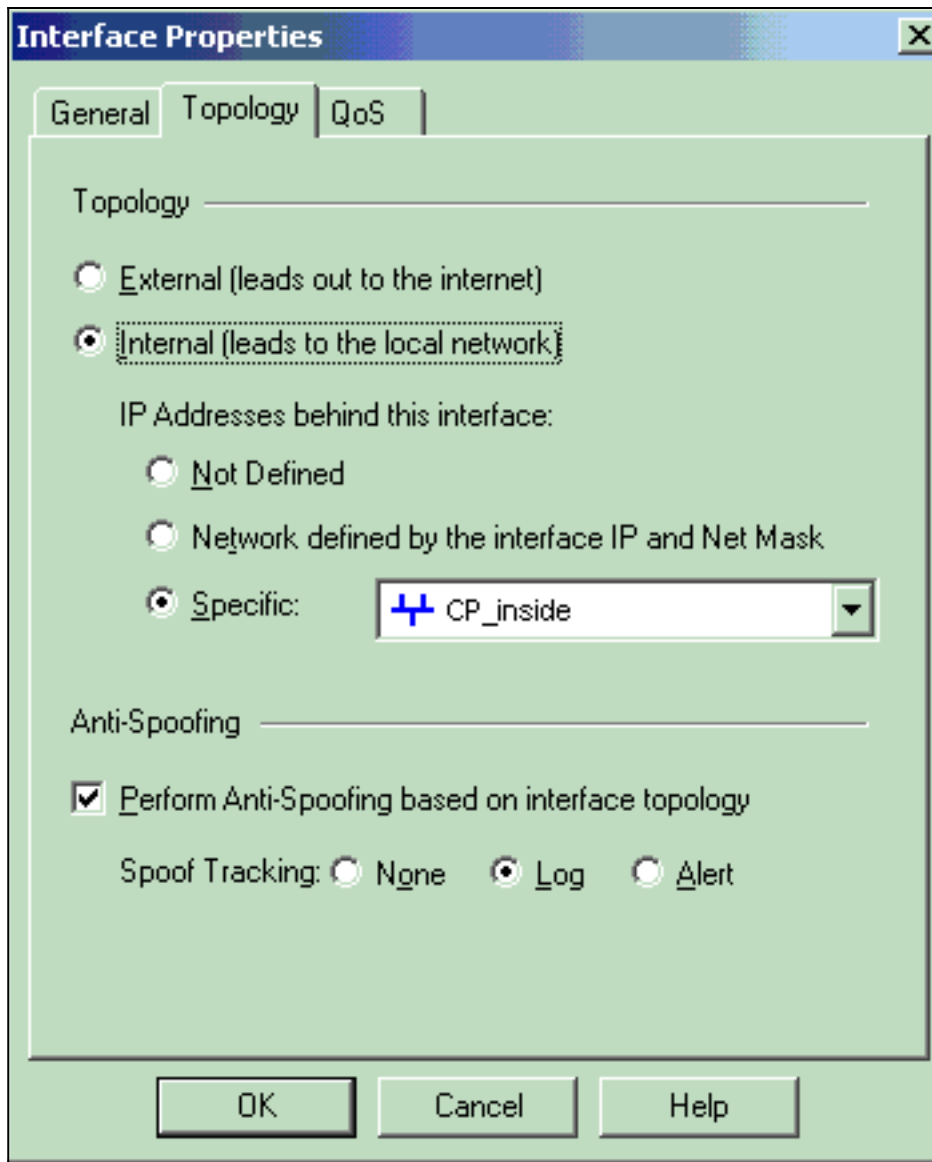 Interface Properties
General Topology QoS
Topology
External (leads out to the internet)
Internal (leads to the local network)
IP Addresses behind this interface:
Not Defined
Network defined by the interface IP and Net Mask
Specific: CP_inside
Anti-Spoofing
Perform Anti-Spoofing based on interface topology
Spoof Tracking: None Log Alert
OK Cancel Help